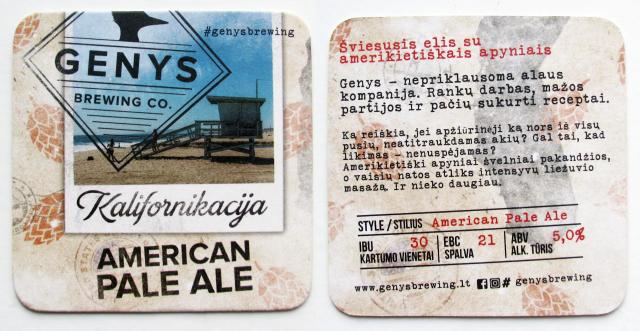 #genysbrewing
GENYS
BREWING CO.
Kalifornikacija
AMERICAN
PALE ALE
Šviesusis elis su
amerikietiškais apyniais
Genys – nepriklausoma alaus
kompanija. Rankų darbas, mažos
partijos ir pačių sukurti receptai.
Ką reiškia, jei apžiūrinėji ką nors iš visų
pusių, neatitraukdamas akių? Gal tai, kad
likimas – nenuspėjamas?
Amerikietiški apyniai švelniai pakandžios,
o vaisių natos atliks intensyvų liežuvio
masažą. Ir nieko daugiau.
STYLE / STILIUS American Pale Ale
IBU 30 EBC 21 ABV 5,0%
KARTUMO VIENETAI SPALVA ALK. TŪRIS
www.genysbrewing.lt # genysbrewing